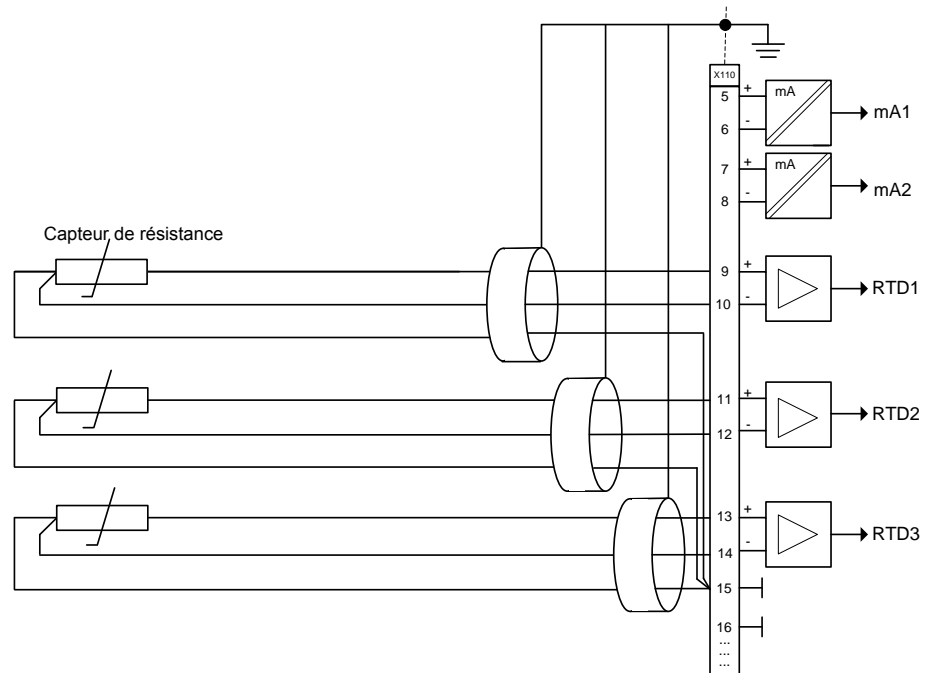 X110
5 + mA
mA1
6 -
7 + mA
mA2
8 -
Capteur de résistance
9 +
RTD1
10 -
11 +
RTD2
12 -
13 +
RTD3
14 -
15
16
...
...
...